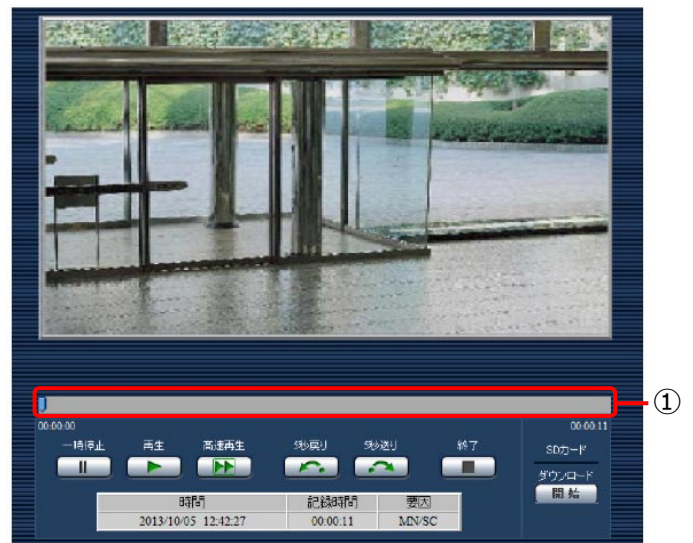 ①
00:00:00 00:00:11
一時停止 再生 高速再生 5秒戻り 5秒送り 終了
SDカード
ダウンロード
開始
時間 記録時間 要因
2013/10/05 12:42:27 00:00:11 MN/SC